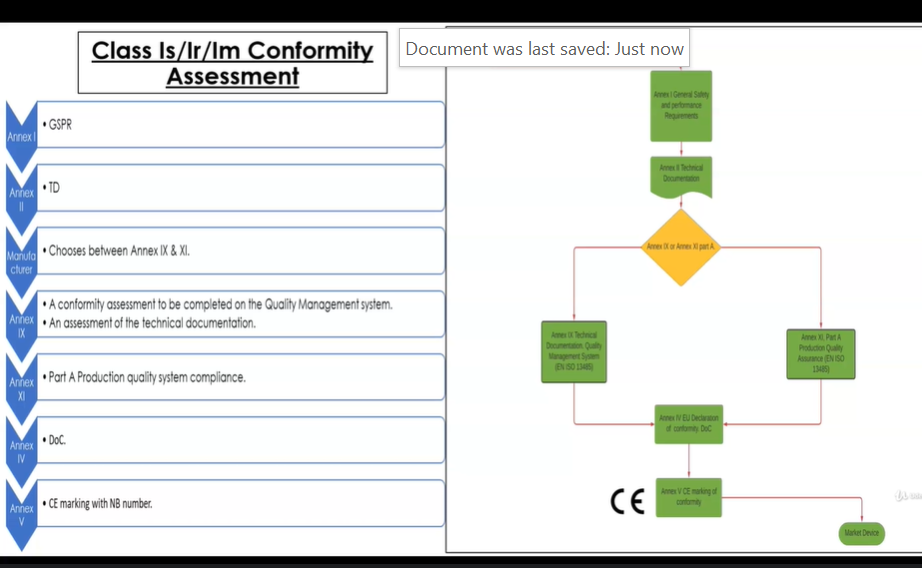 Class Is/Ir/Im Conformity
Assessment
Document was last saved: Just now
Annex I
• GSPR
Annex
II
• TD
Manufa
cturer
• Chooses between Annex IX & XI.
Annex
IX
• A conformity assessment to be completed on the Quality Management system.
• An assessment of the technical documentation.
Annex
XI
• Part A Production quality system compliance.
Annex
IV
• DoC.
Annex
V
• CE marking with NB number.
Annex I General Safety
and performance
Requirements
Annex II Technical
Documentation
Annex IX or Annex XI part A.
Annex IX Technical
Documentation. Quality
Management System
(EN ISO 13485)
Annex XI, Part A
Production Quality
Assurance (EN ISO
13485)
Annex IV EU Declaration
of conformity. DoC
CE
Annex V CE marking of
conformity
Market Device